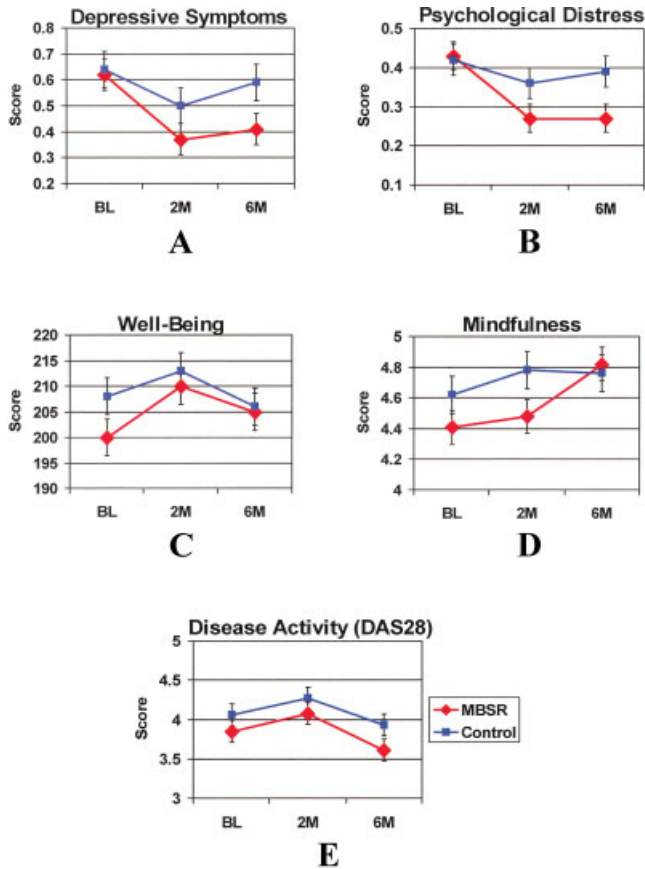 Depressive Symptoms
0.8
0.7
0.6
0.5
0.4
0.3
0.2
Score
BL 2M 6M
A
Psychological Distress
0.5
0.4
0.3
0.2
0.1
Score
BL 2M 6M
B
Well-Being
220
215
210
205
200
195
190
Score
BL 2M 6M
C
Mindfulness
5
4.8
4.6
4.4
4.2
4
Score
BL 2M 6M
D
Disease Activity (DAS28)
5
4.5
4
3.5
3
Score
BL 2M 6M
MBSR
Control
E